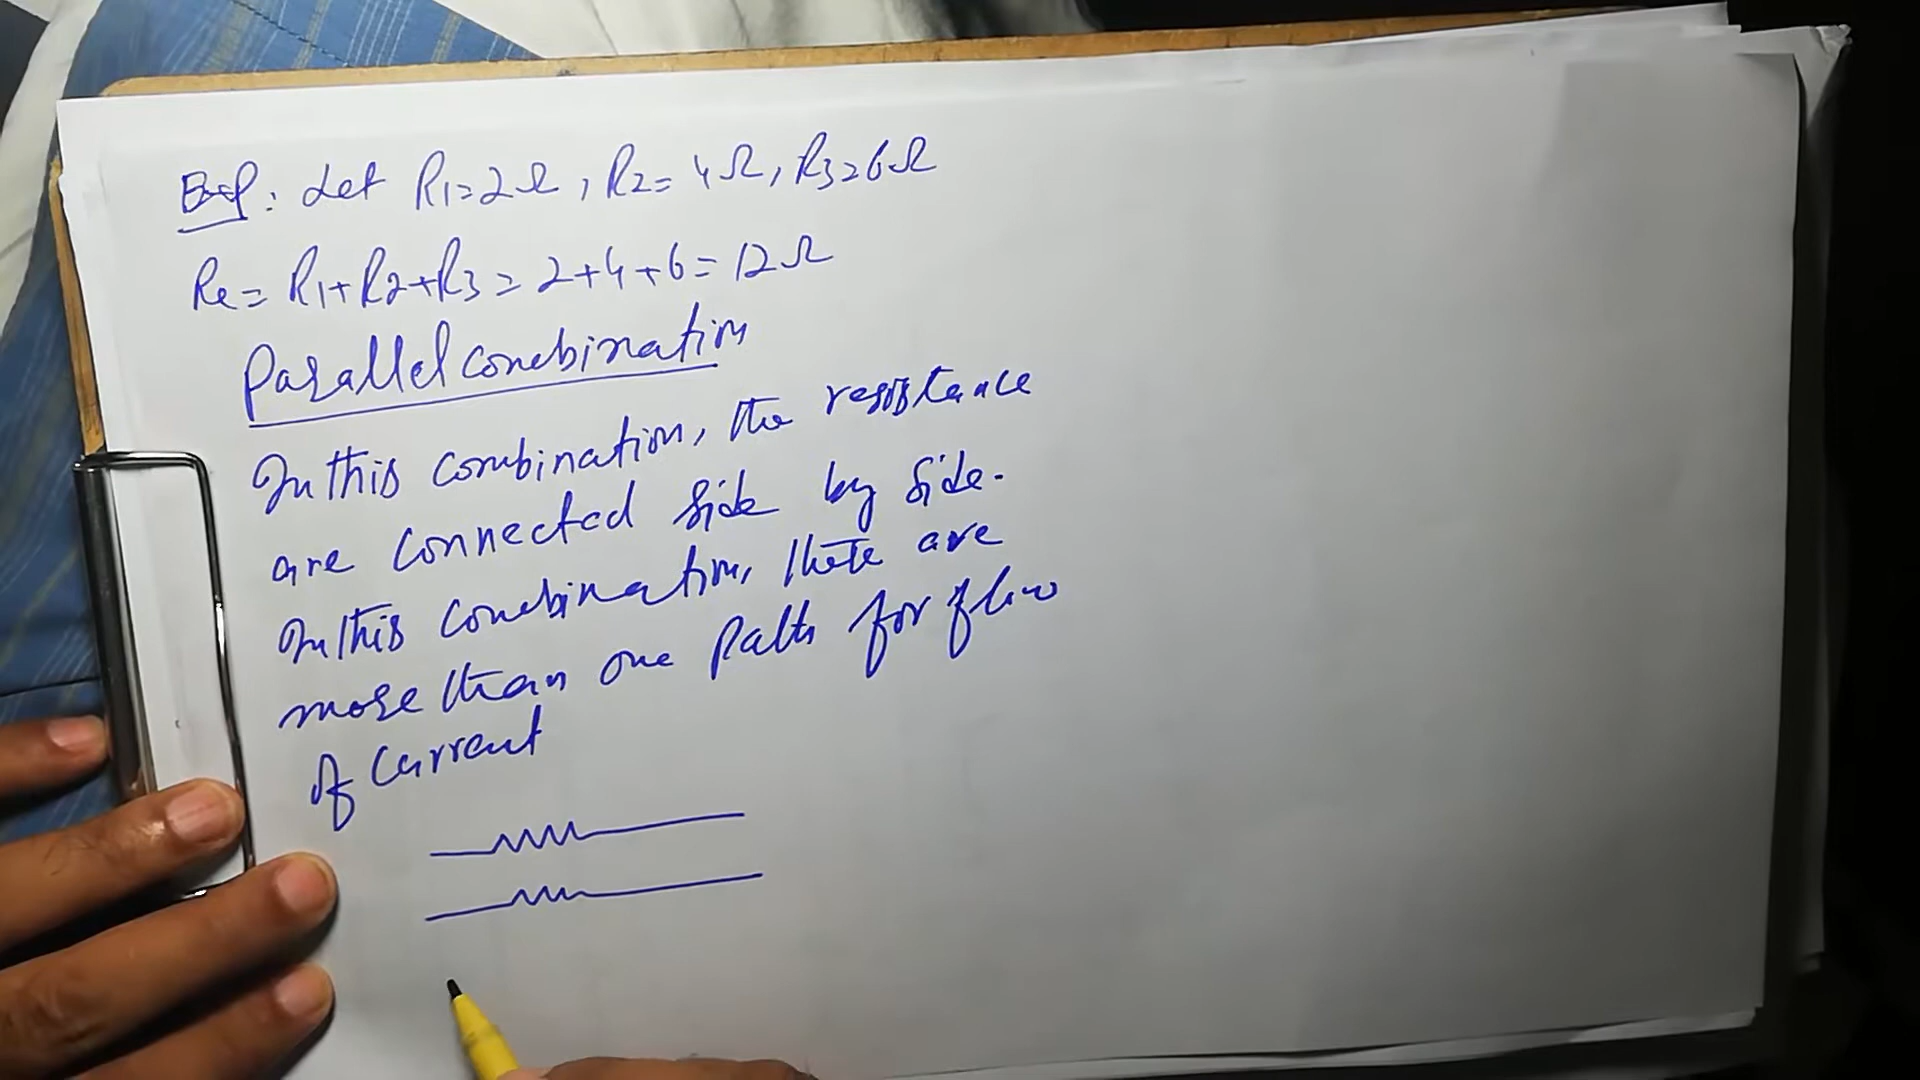 Exp: Let R1=2Ω, R2=4Ω, R3=6Ω
Re= R1+R2+R3=2+4+6=12Ω
Parallel combination
In this combination, the resistance
are connected side by side.
In this combination, there are
more than one path for flow
of current